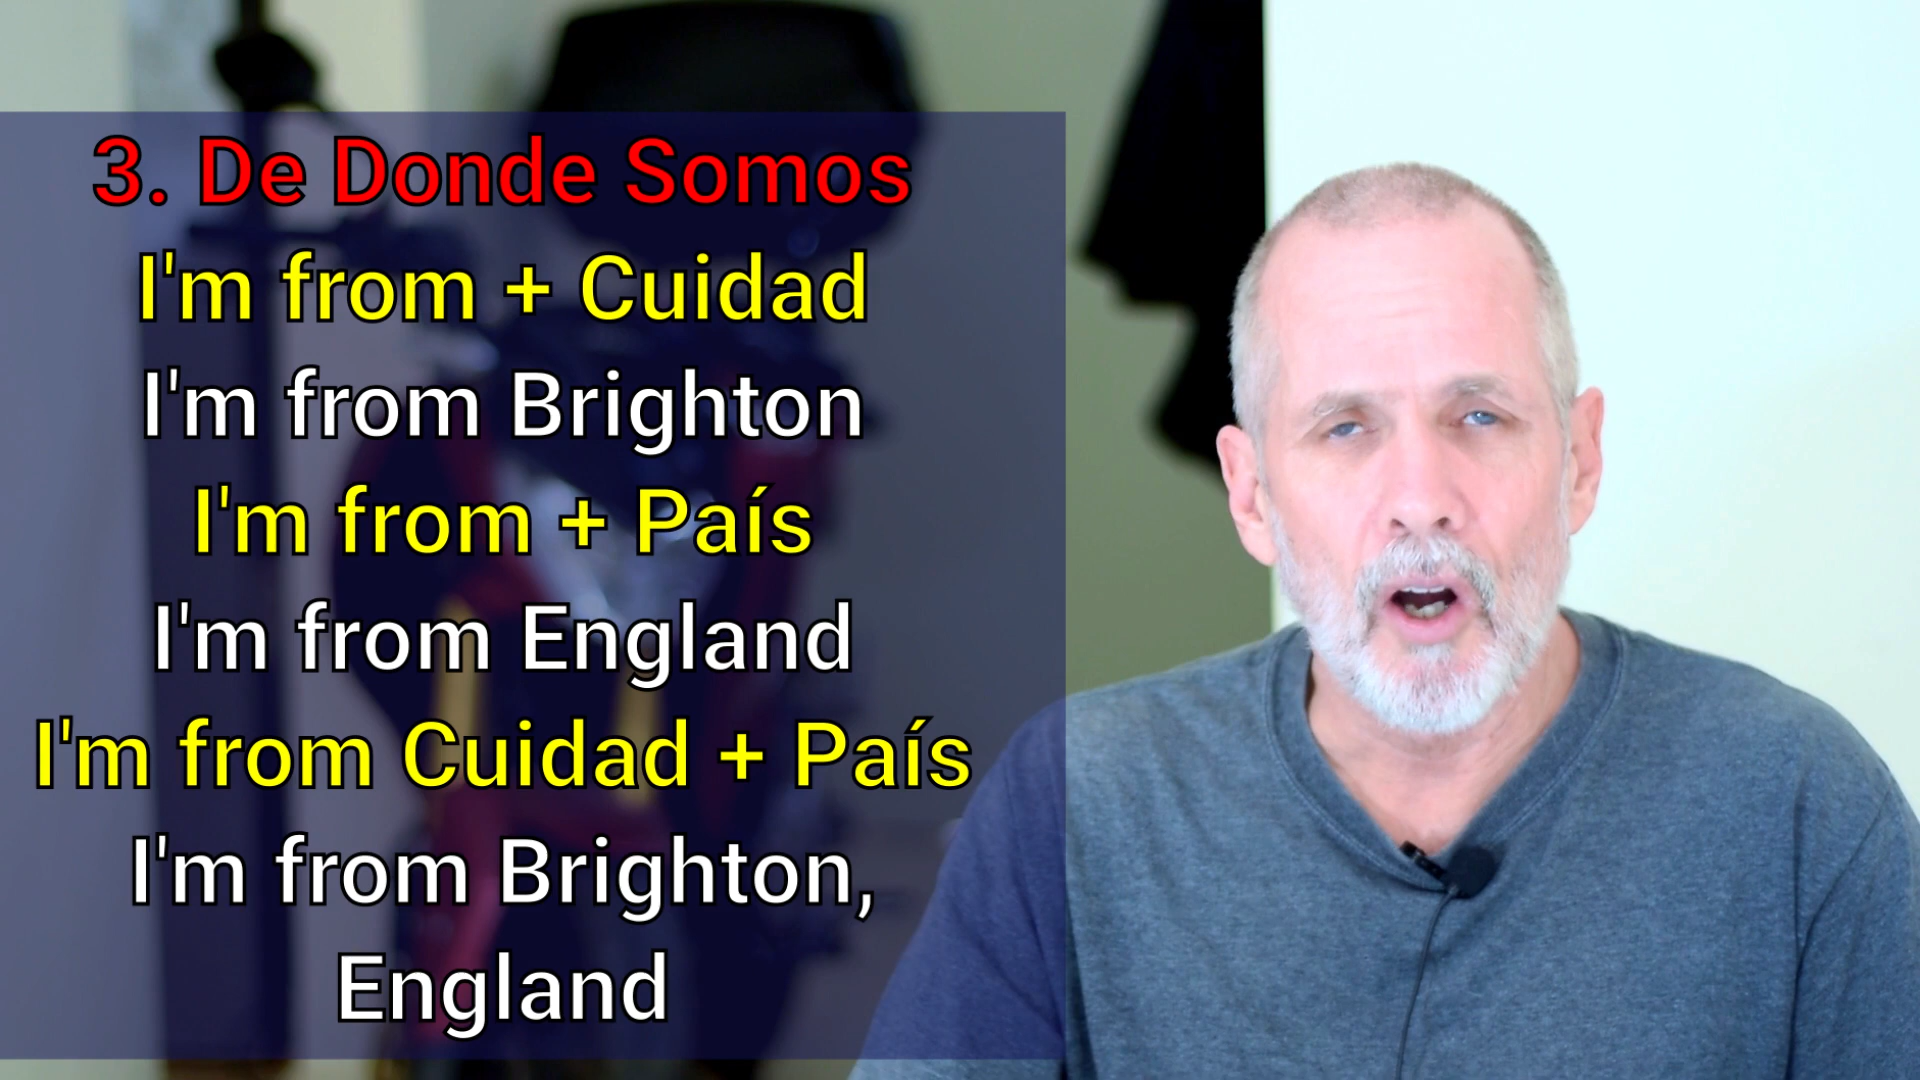 3. De Donde Somos
I'm from + Cuidad
I'm from Brighton
I'm from + País
I'm from England
I'm from Cuidad + País
I'm from Brighton,
England